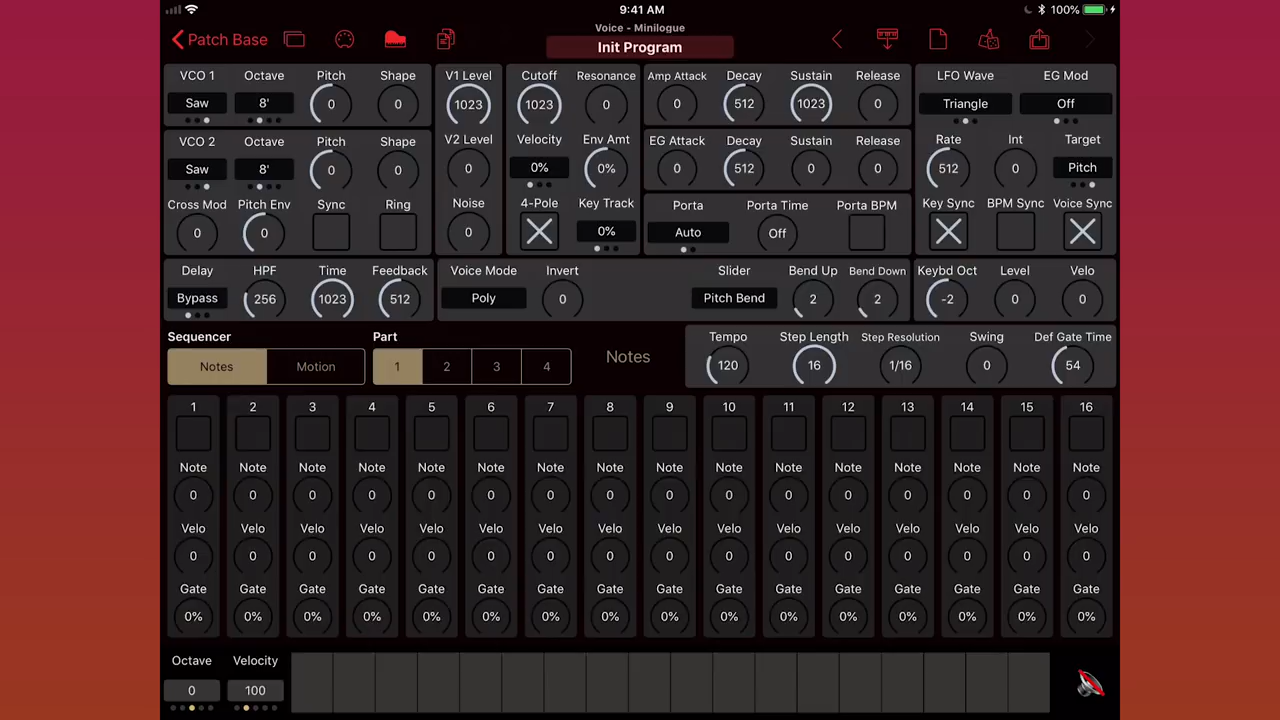 9:41 AM
100%
Patch Base
Voice - Minilogue
Init Program
VCO 1 Octave Pitch Shape
Saw 8' 0 0
V1 Level
1023
Cutoff Resonance
1023 0
Amp Attack Decay Sustain Release
0 512 1023 0
LFO Wave EG Mod
Triangle Off
VCO 2 Octave Pitch Shape
Saw 8' 0 0
V2 Level
0
Velocity Env Amt
0% 0%
EG Attack Decay Sustain Release
0 512 0 0
Rate Int Target
512 0 Pitch
Cross Mod Pitch Env Sync Ring
0 0
Noise
0
4-Pole Key Track
0%
Porta Porta Time Porta BPM
Auto Off
Key Sync BPM Sync Voice Sync
Delay HPF Time Feedback
Bypass 256 1023 512
Voice Mode Invert Slider Bend Up Bend Down
Poly 0 Pitch Bend 2 2
Keybd Oct Level Velo
-2 0 0
Sequencer
Notes Motion
Part
1 2 3 4
Notes
Tempo Step Length Step Resolution Swing Def Gate Time
120 16 1/16 0 54
1 2 3 4 5 6 7 8 9 10 11 12 13 14 15 16
Note Note Note Note Note Note Note Note Note Note Note Note Note Note Note Note
0 0 0 0 0 0 0 0 0 0 0 0 0 0 0 0
Velo Velo Velo Velo Velo Velo Velo Velo Velo Velo Velo Velo Velo Velo Velo Velo
0 0 0 0 0 0 0 0 0 0 0 0 0 0 0 0
Gate Gate Gate Gate Gate Gate Gate Gate Gate Gate Gate Gate Gate Gate Gate Gate
0% 0% 0% 0% 0% 0% 0% 0% 0% 0% 0% 0% 0% 0% 0% 0%
Octave Velocity
0 100